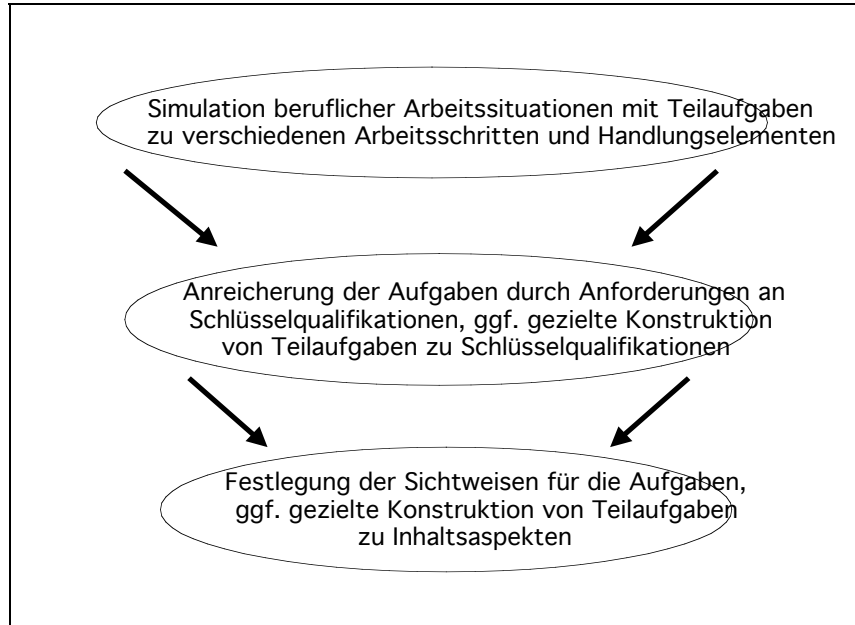 Simulation beruflicher Arbeitssituationen mit Teilaufgaben
zu verschiedenen Arbeitsschritten und Handlungselementen
Anreicherung der Aufgaben durch Anforderungen an
Schlüsselqualifikationen, ggf. gezielte Konstruktion
von Teilaufgaben zu Schlüsselqualifikationen
Festlegung der Sichtweisen für die Aufgaben,
ggf. gezielte Konstruktion von Teilaufgaben
zu Inhaltsaspekten